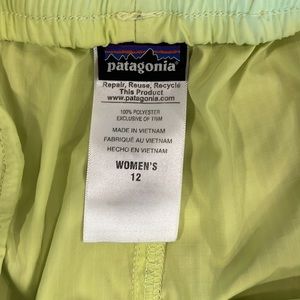 patagonia
Repair, Reuse, Recycle
This Product
www.patagonia.com
100% POLYESTER
EXCLUSIVE OF TRIM
MADE IN VIETNAM
FABRIQUÉ AU VIETNAM
HECHO EN VIETNAM
WOMEN'S
12